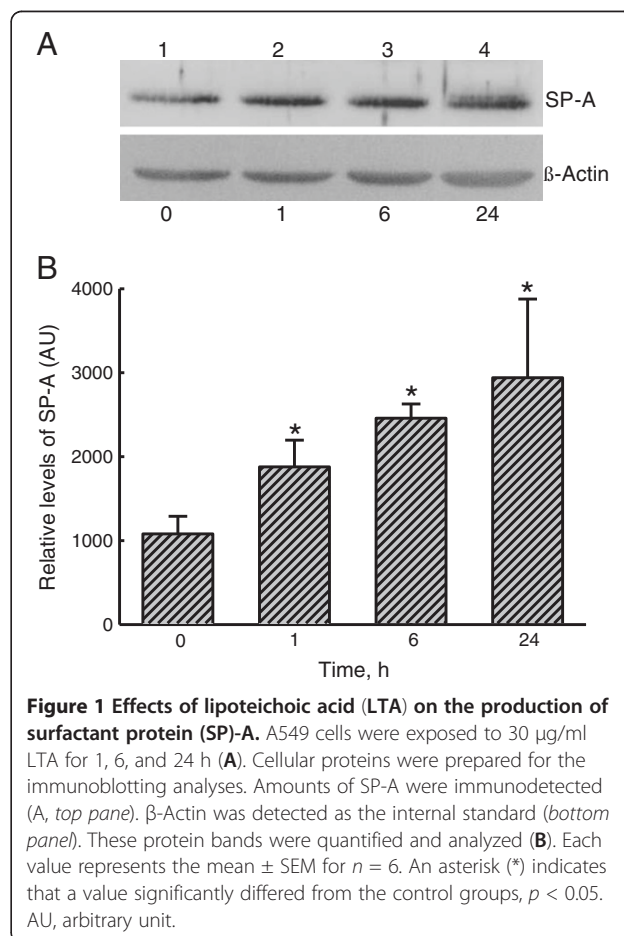 A
1 2 3 4
SP-A
ß-Actin
0 1 6 24
B
Relative levels of SP-A (AU)
4000
3000
2000
1000
0
*
*
*
0 1 6 24
Time, h
Figure 1 Effects of lipoteichoic acid (LTA) on the production of
surfactant protein (SP)-A. A549 cells were exposed to 30 μg/ml
LTA for 1, 6, and 24 h (A). Cellular proteins were prepared for the
immunoblotting analyses. Amounts of SP-A were immunodetected
(A, top pane). β-Actin was detected as the internal standard (bottom
panel). These protein bands were quantified and analyzed (B). Each
value represents the mean ± SEM for n = 6. An asterisk (*) indicates
that a value significantly differed from the control groups, p < 0.05.
AU, arbitrary unit.